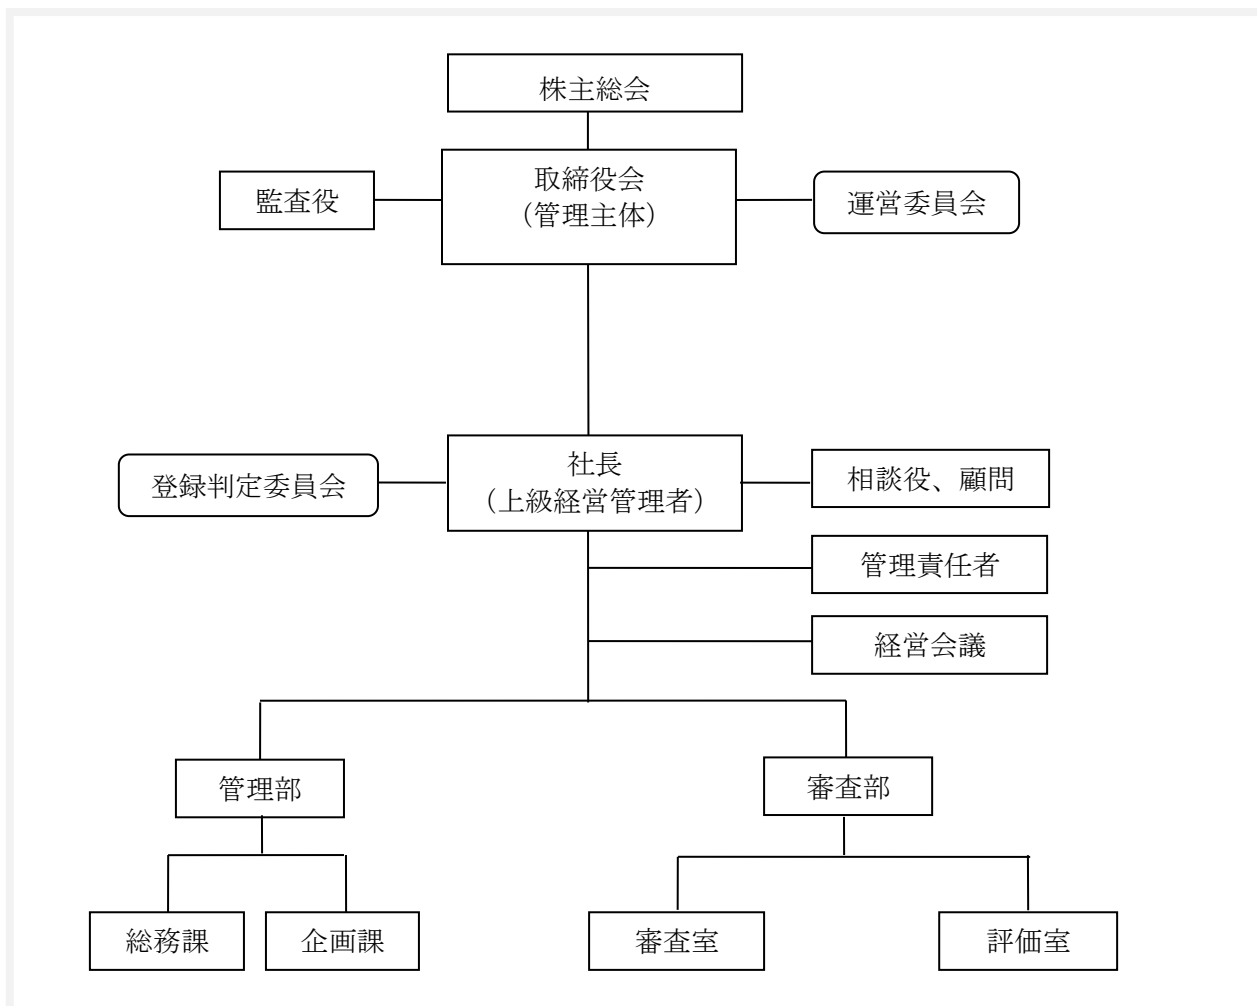 株主総会
監査役
取締役会
（管理主体）
運営委員会
登録判定委員会
社長
（上級経営管理者）
相談役、顧問
管理責任者
経営会議
管理部
審査部
総務課
企画課
審査室
評価室